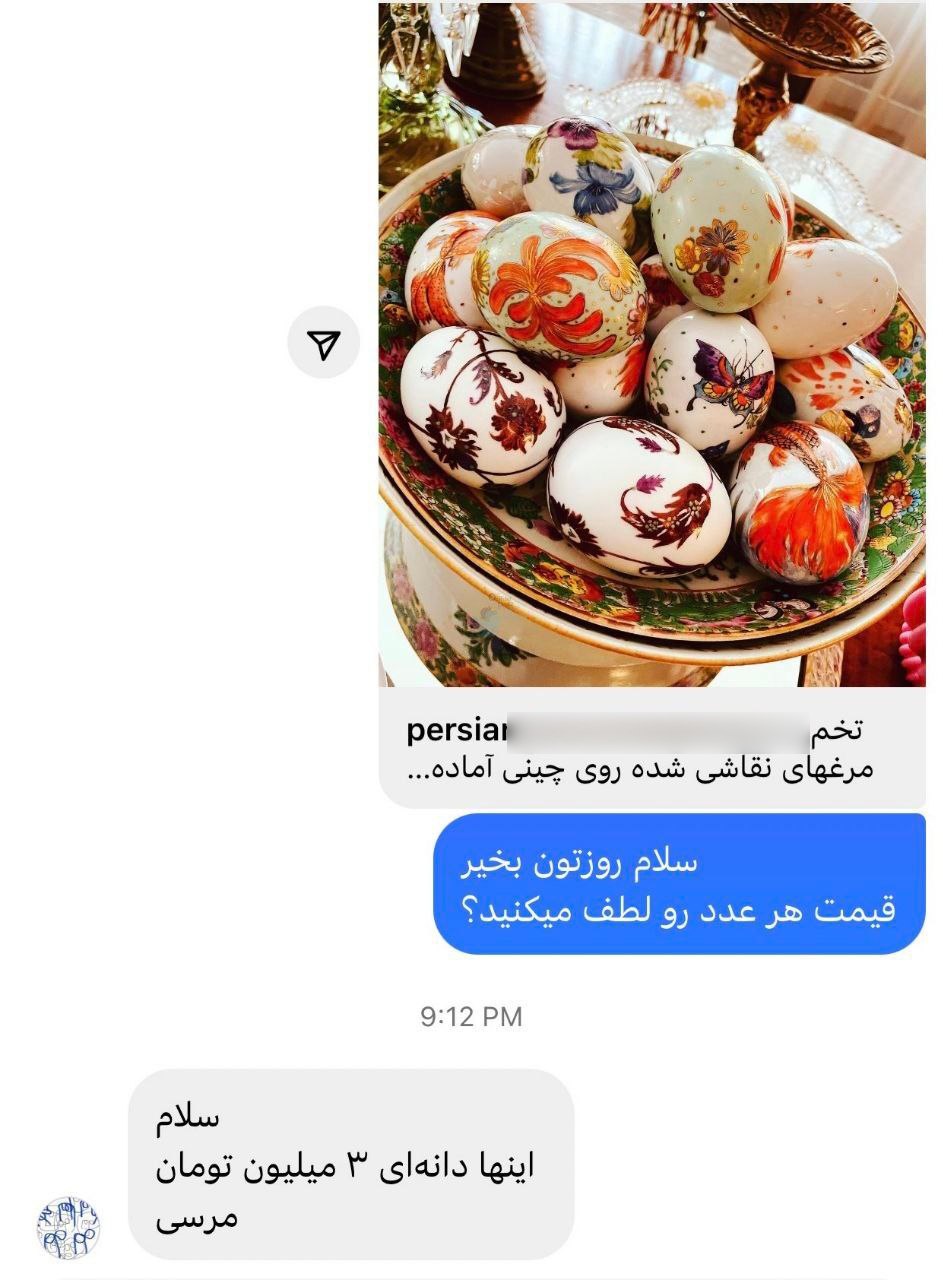 persian تخم
مرغهای نقاشی شده روی چینی آماده...
سلام روزتون بخیر
قیمت هر عدد رو لطف میکنید؟
9:12 PM
سلام
اینها دانه‌ای ۳ میلیون تومان
مرسی